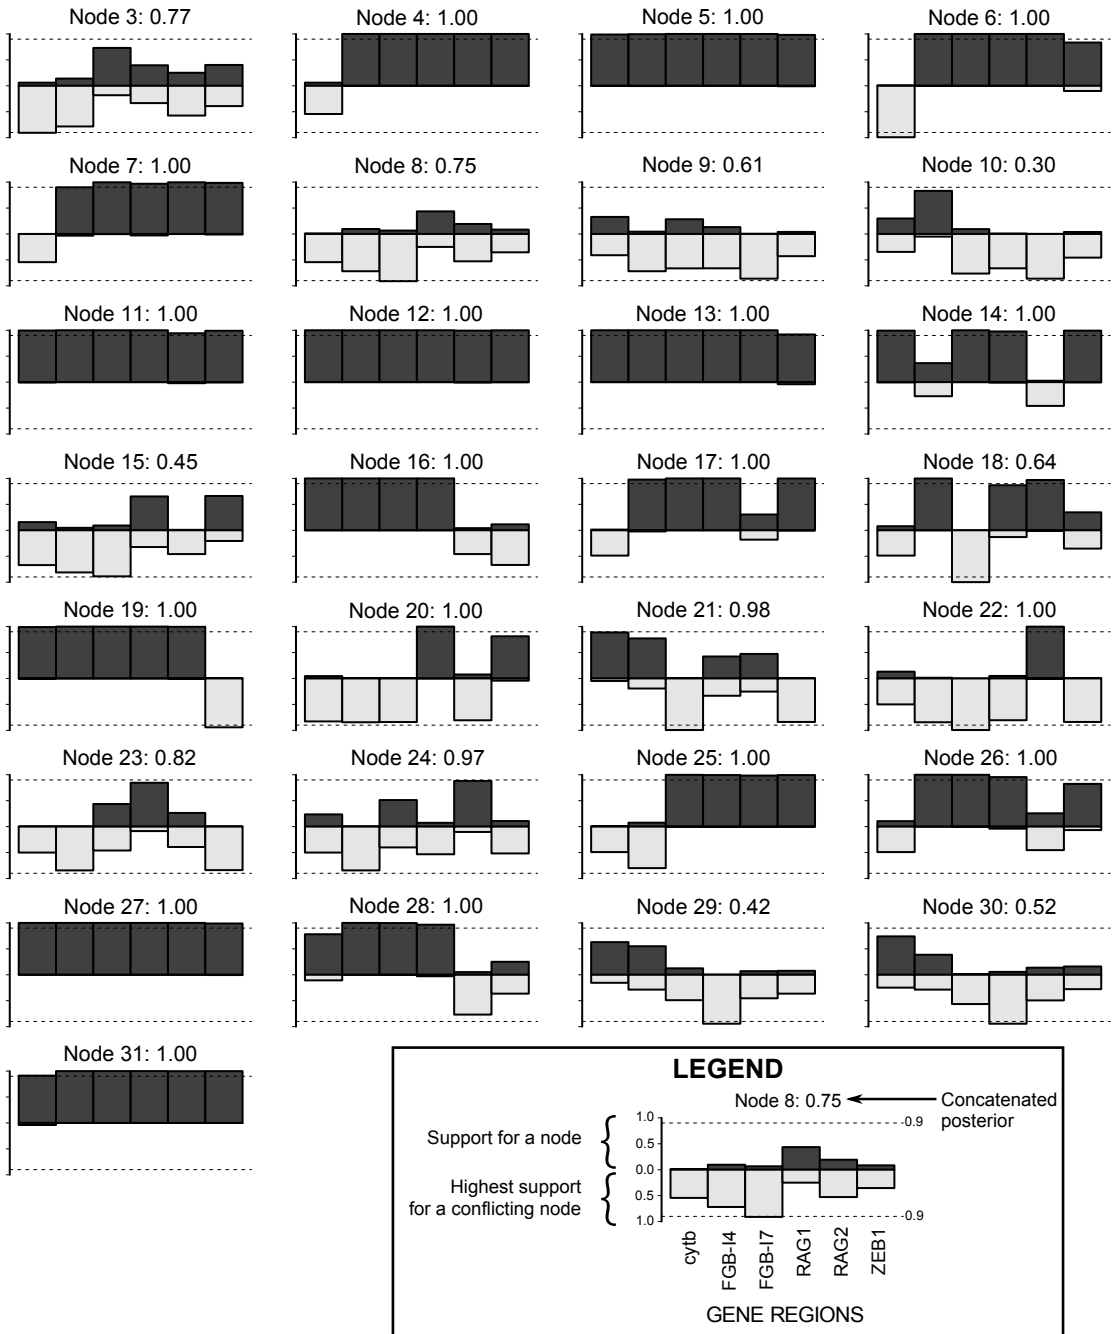 Node 3: 0.77
Node 4: 1.00
Node 5: 1.00
Node 6: 1.00
Node 7: 1.00
Node 8: 0.75
Node 9: 0.61
Node 10: 0.30
Node 11: 1.00
Node 12: 1.00
Node 13: 1.00
Node 14: 1.00
Node 15: 0.45
Node 16: 1.00
Node 17: 1.00
Node 18: 0.64
Node 19: 1.00
Node 20: 1.00
Node 21: 0.98
Node 22: 1.00
Node 23: 0.82
Node 24: 0.97
Node 25: 1.00
Node 26: 1.00
Node 27: 1.00
Node 28: 1.00
Node 29: 0.42
Node 30: 0.52
Node 31: 1.00
LEGEND
Node 8: 0.75
Concatenated
posterior
Support for a node
Highest support
for a conflicting node
1.0
0.5
0.0
0.5
1.0
0.9
0.9
cytb
FGB-I4
FGB-I7
RAG1
RAG2
ZEB1
GENE REGIONS